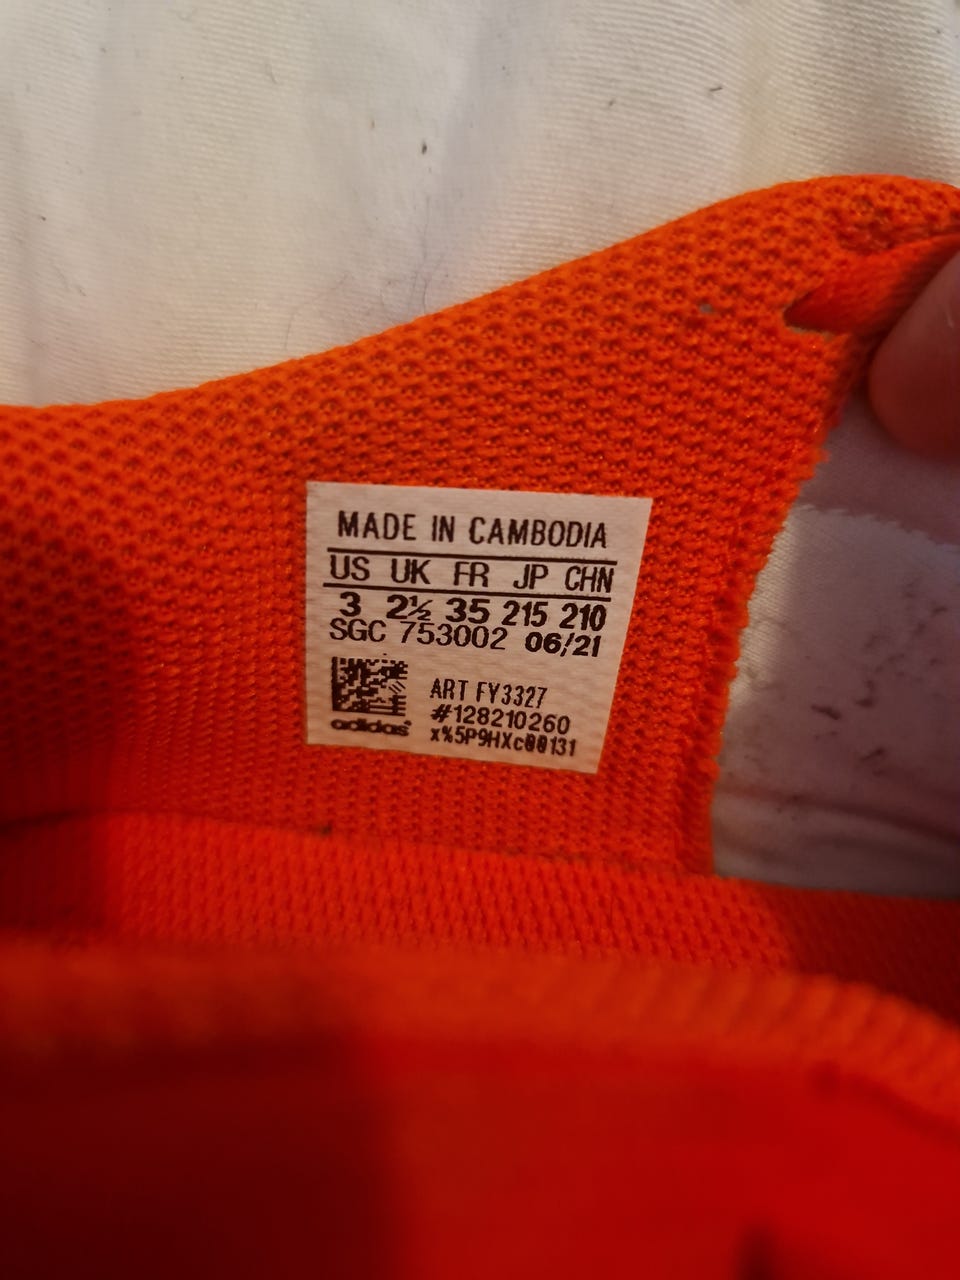 MADE IN CAMBODIA
US UK FR JP CHN
3 2½ 35 215 210
SGC 753002 06/21
ART FY3327
#128210260
adidas
x%5P9HXc00131